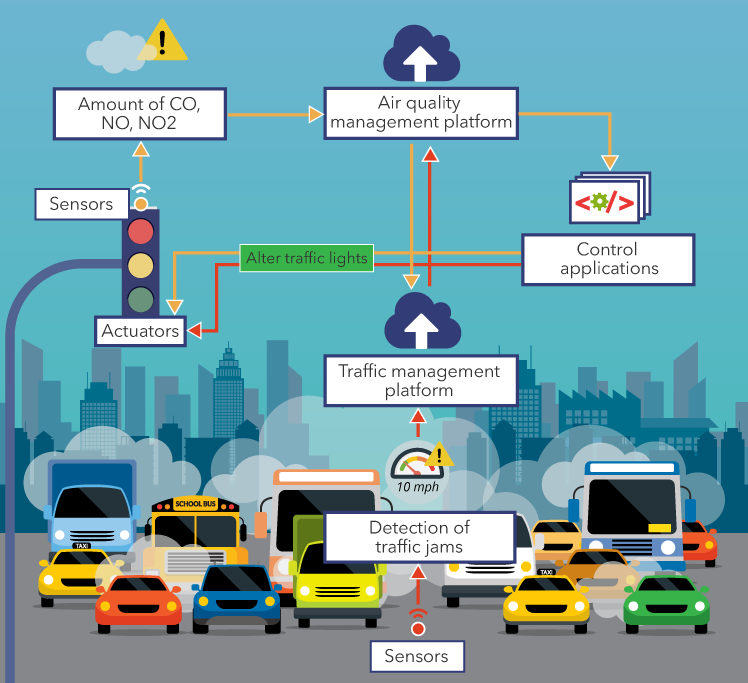 !
Amount of CO,
NO, NO2
Air quality
management platform
Sensors
</>
Control
applications
Alter traffic lights
Actuators
Traffic management
platform
!
10 mph
SCHOOL BUS
Detection of
traffic jams
TAXI
TAXI
Sensors